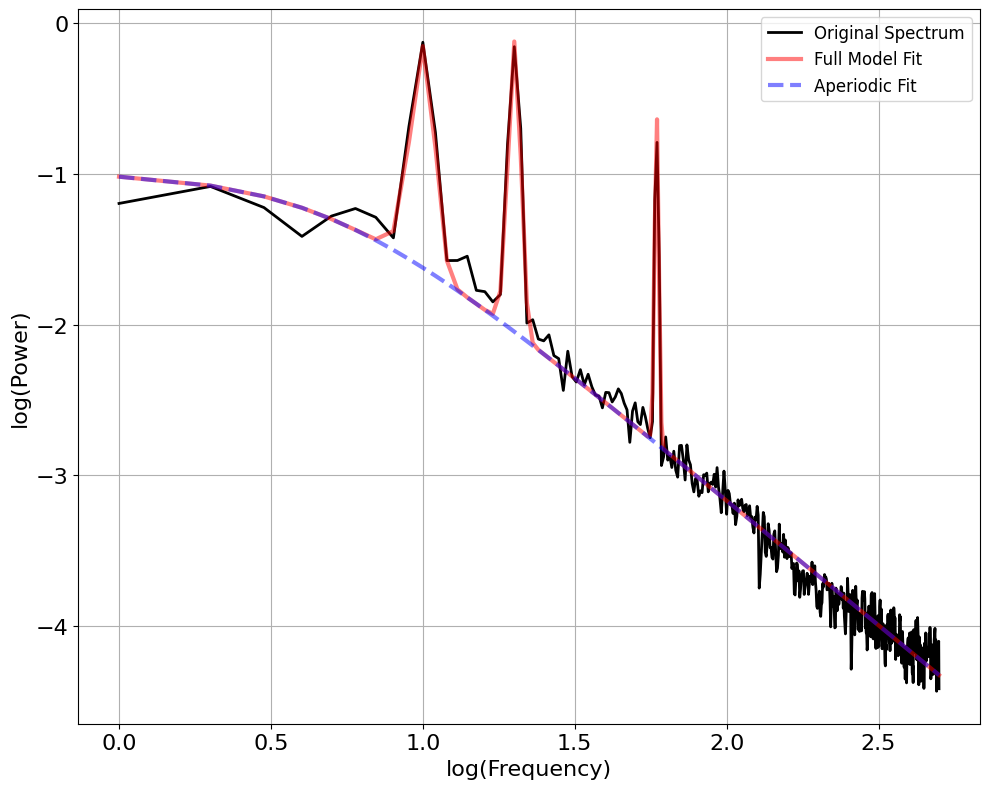 Original Spectrum
Full Model Fit
Aperiodic Fit
0
−1
−2
−3
−4
log(Power)
0.0 0.5 1.0 1.5 2.0 2.5
log(Frequency)